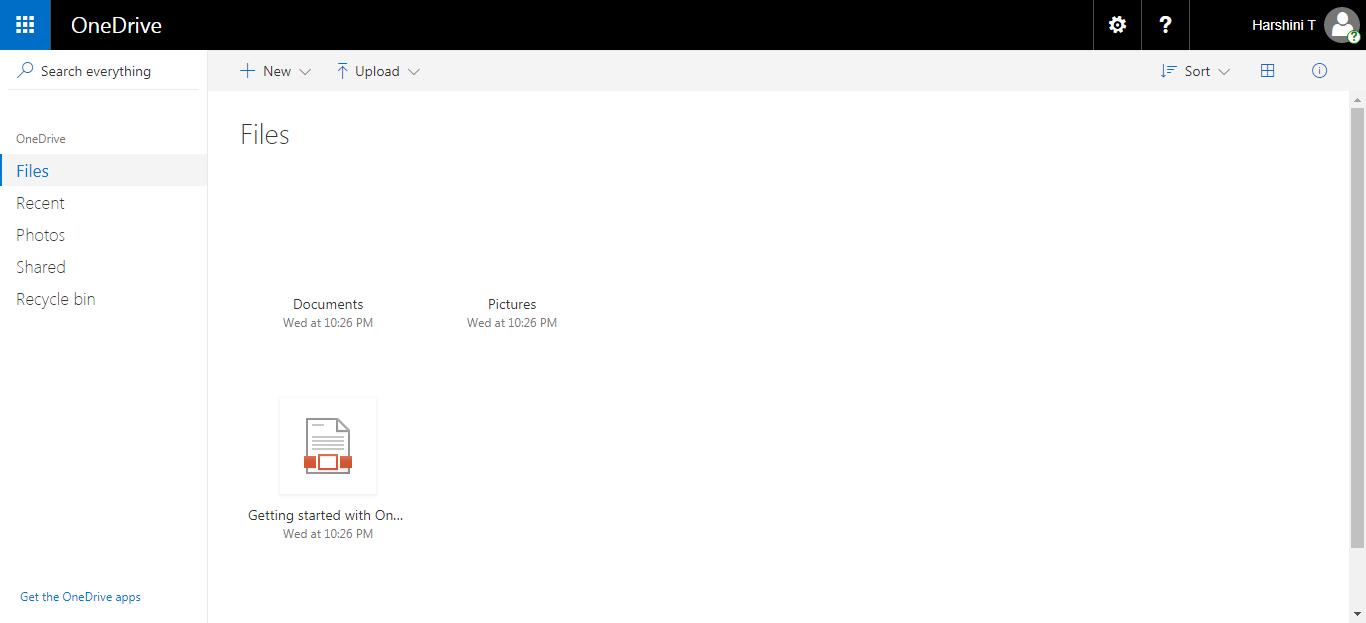 OneDrive
?
Harshini T
?
Search everything
New
Upload
Sort
OneDrive
Files
Recent
Photos
Shared
Recycle bin
Files
Documents
Wed at 10:26 PM
Pictures
Wed at 10:26 PM
Getting started with On...
Wed at 10:26 PM
Get the OneDrive apps